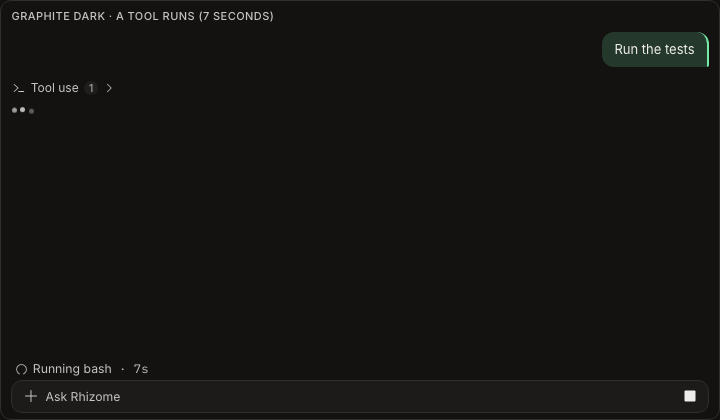 GRAPHITE DARK · A TOOL RUNS (7 SECONDS)
Run the tests
Tool use 1
Running bash · 7s
Ask Rhizome